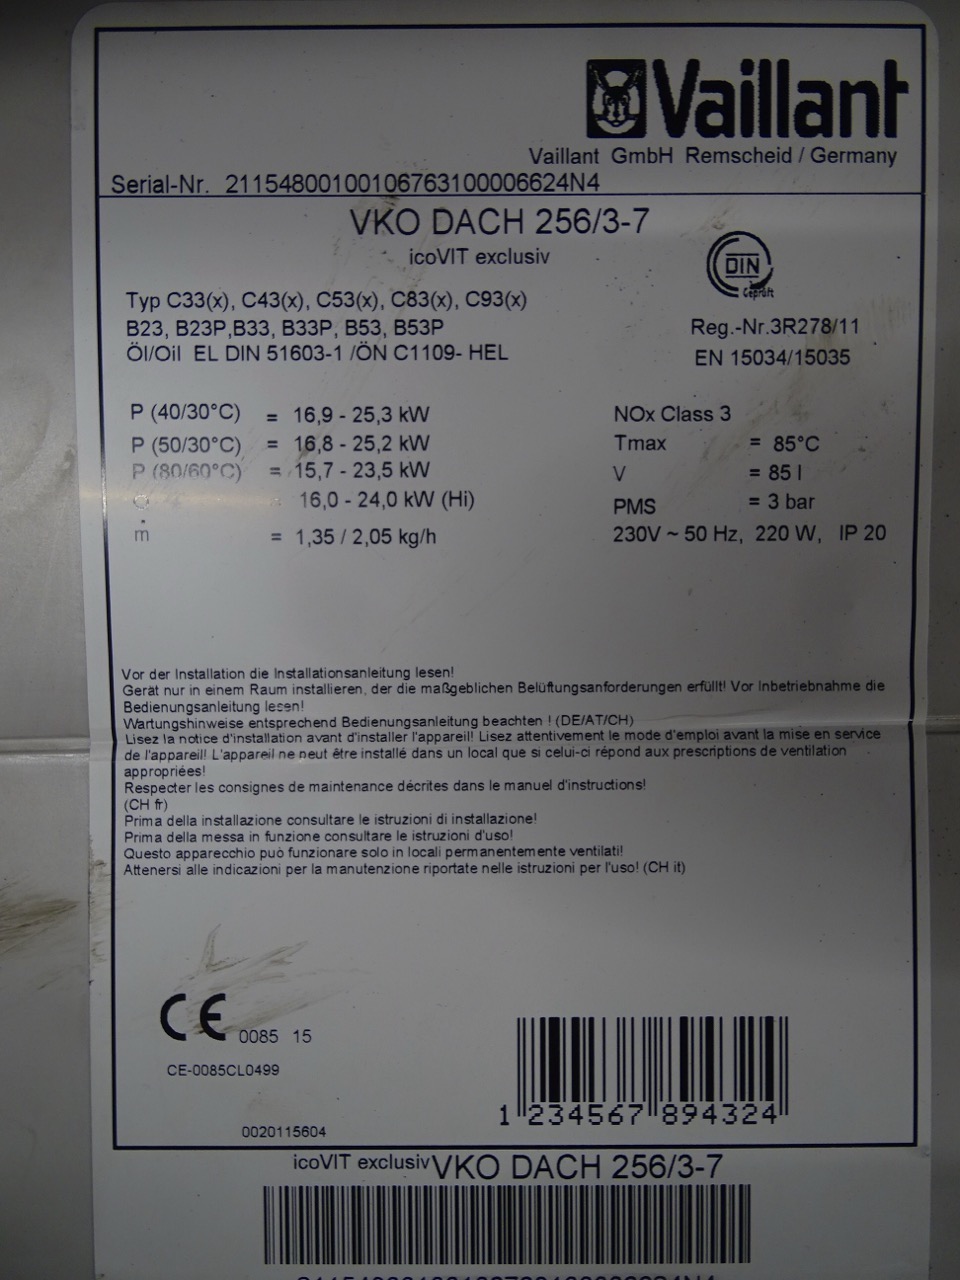 Vaillant
Vaillant GmbH Remscheid / Germany
Serial-Nr. 21154800100106763100006624N4
VKO DACH 256/3-7
icoVIT exclusiv
DIN
Geprüft
Typ C33(x), C43(x), C53(x), C83(x), C93(x)
B23, B23P,B33, B33P, B53, B53P
Öl/Oil EL DIN 51603-1 /ÖN C1109- HEL
Reg.-Nr.3R278/11
EN 15034/15035
P (40/30°C) = 16,9 - 25,3 kW
P (50/30°C) = 16,8 - 25,2 kW
P (80/60°C) = 15,7 - 23,5 kW
Q = 16,0 - 24,0 kW (Hi)
ṁ = 1,35 / 2,05 kg/h
NOx Class 3
Tmax = 85°C
V = 85 l
PMS = 3 bar
230V ~ 50 Hz, 220 W, IP 20
Vor der Installation die Installationsanleitung lesen!
Gerät nur in einem Raum installieren, der die maßgeblichen Belüftungsanforderungen erfüllt! Vor Inbetriebnahme die
Bedienungsanleitung lesen!
Wartungshinweise entsprechend Bedienungsanleitung beachten ! (DE/AT/CH)
Lisez la notice d'installation avant d'installer l'appareil! Lisez attentivement le mode d'emploi avant la mise en service
de l'appareil! L'appareil ne peut être installé dans un local que si celui-ci répond aux prescriptions de ventilation
appropriées!
Respecter les consignes de maintenance décrites dans le manuel d'instructions!
(CH fr)
Prima della installazione consultare le istruzioni di installazione!
Prima della messa in funzione consultare le istruzioni d'uso!
Questo apparecchio può funzionare solo in locali permanentemente ventilati!
Attenersi alle indicazioni per la manutenzione riportate nelle istruzioni per l'uso! (CH it)
CE 0085 15
CE-0085CL0499
1 234567 894324
0020115604
icoVIT exclusiv VKO DACH 256/3-7